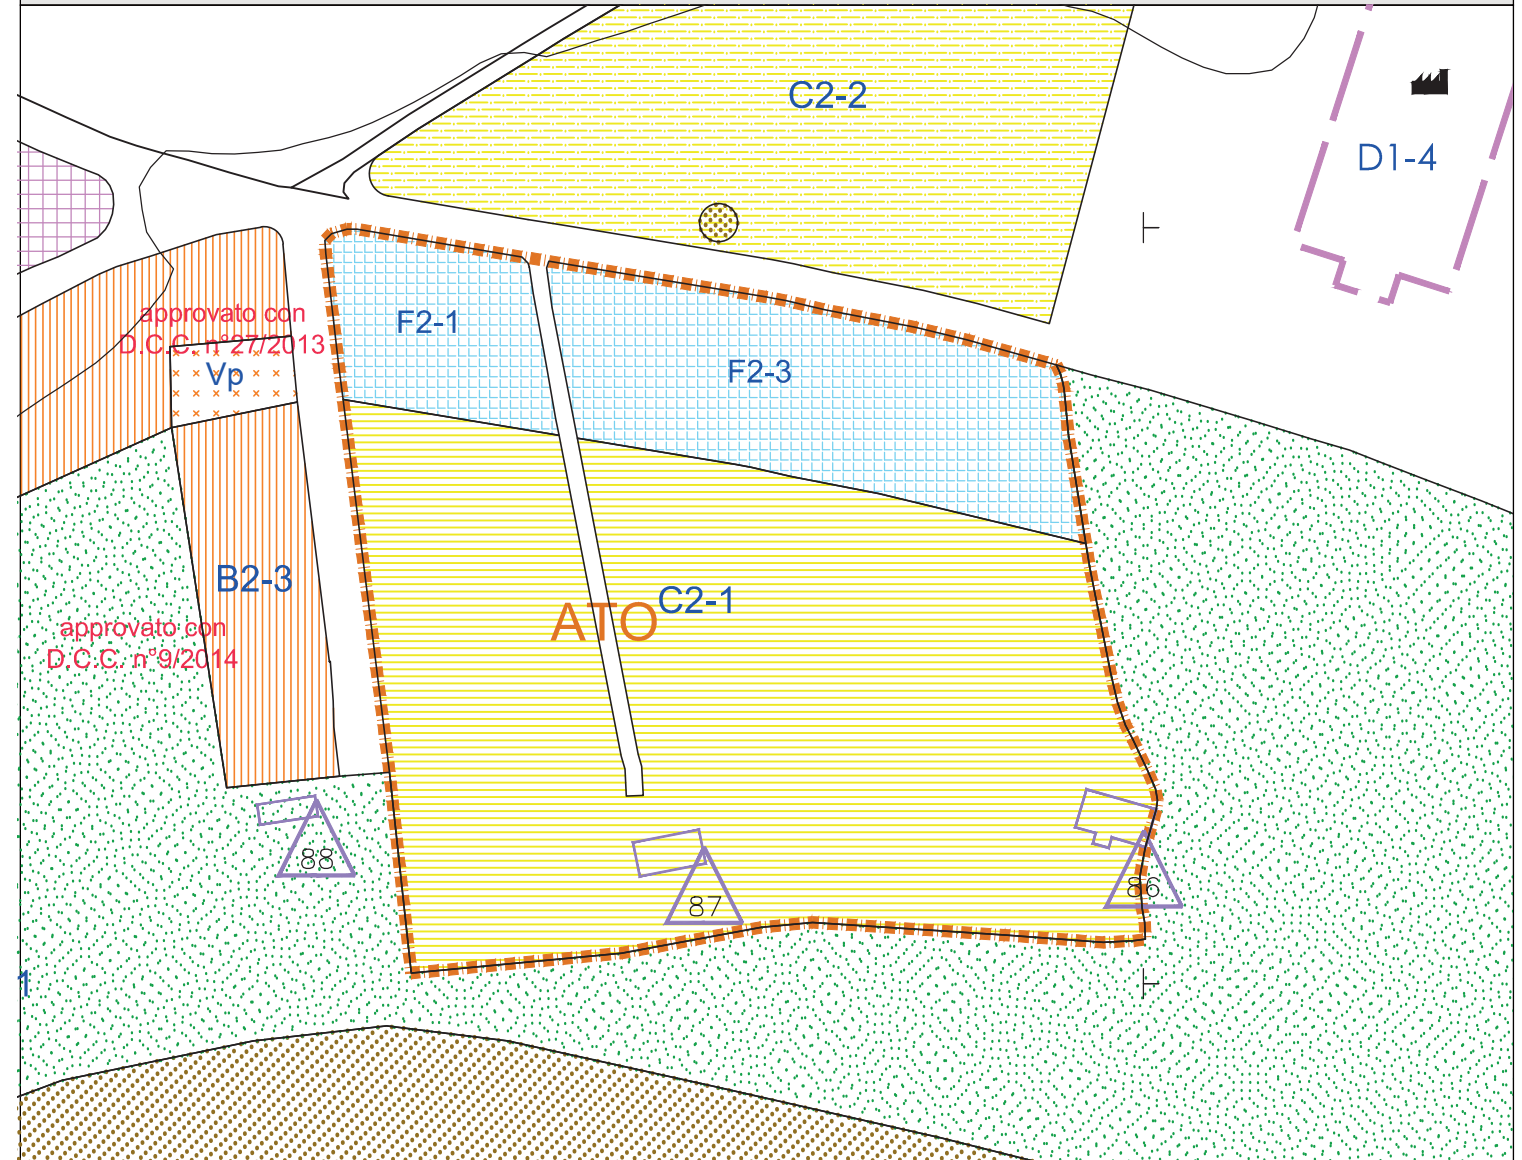 C2-2
D1-4
approvato con
D.C.C. n°27/2013
F2-1
F2-3
Vp
B2-3
C2-1
ATO
approvato con
D.C.C. n°9/2014
88
87
86
1